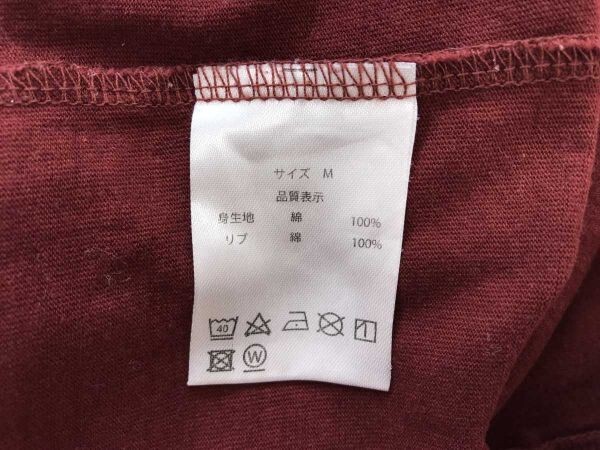 サイズ M
品質表示
身生地 綿 100%
リブ 綿 100%
40
W